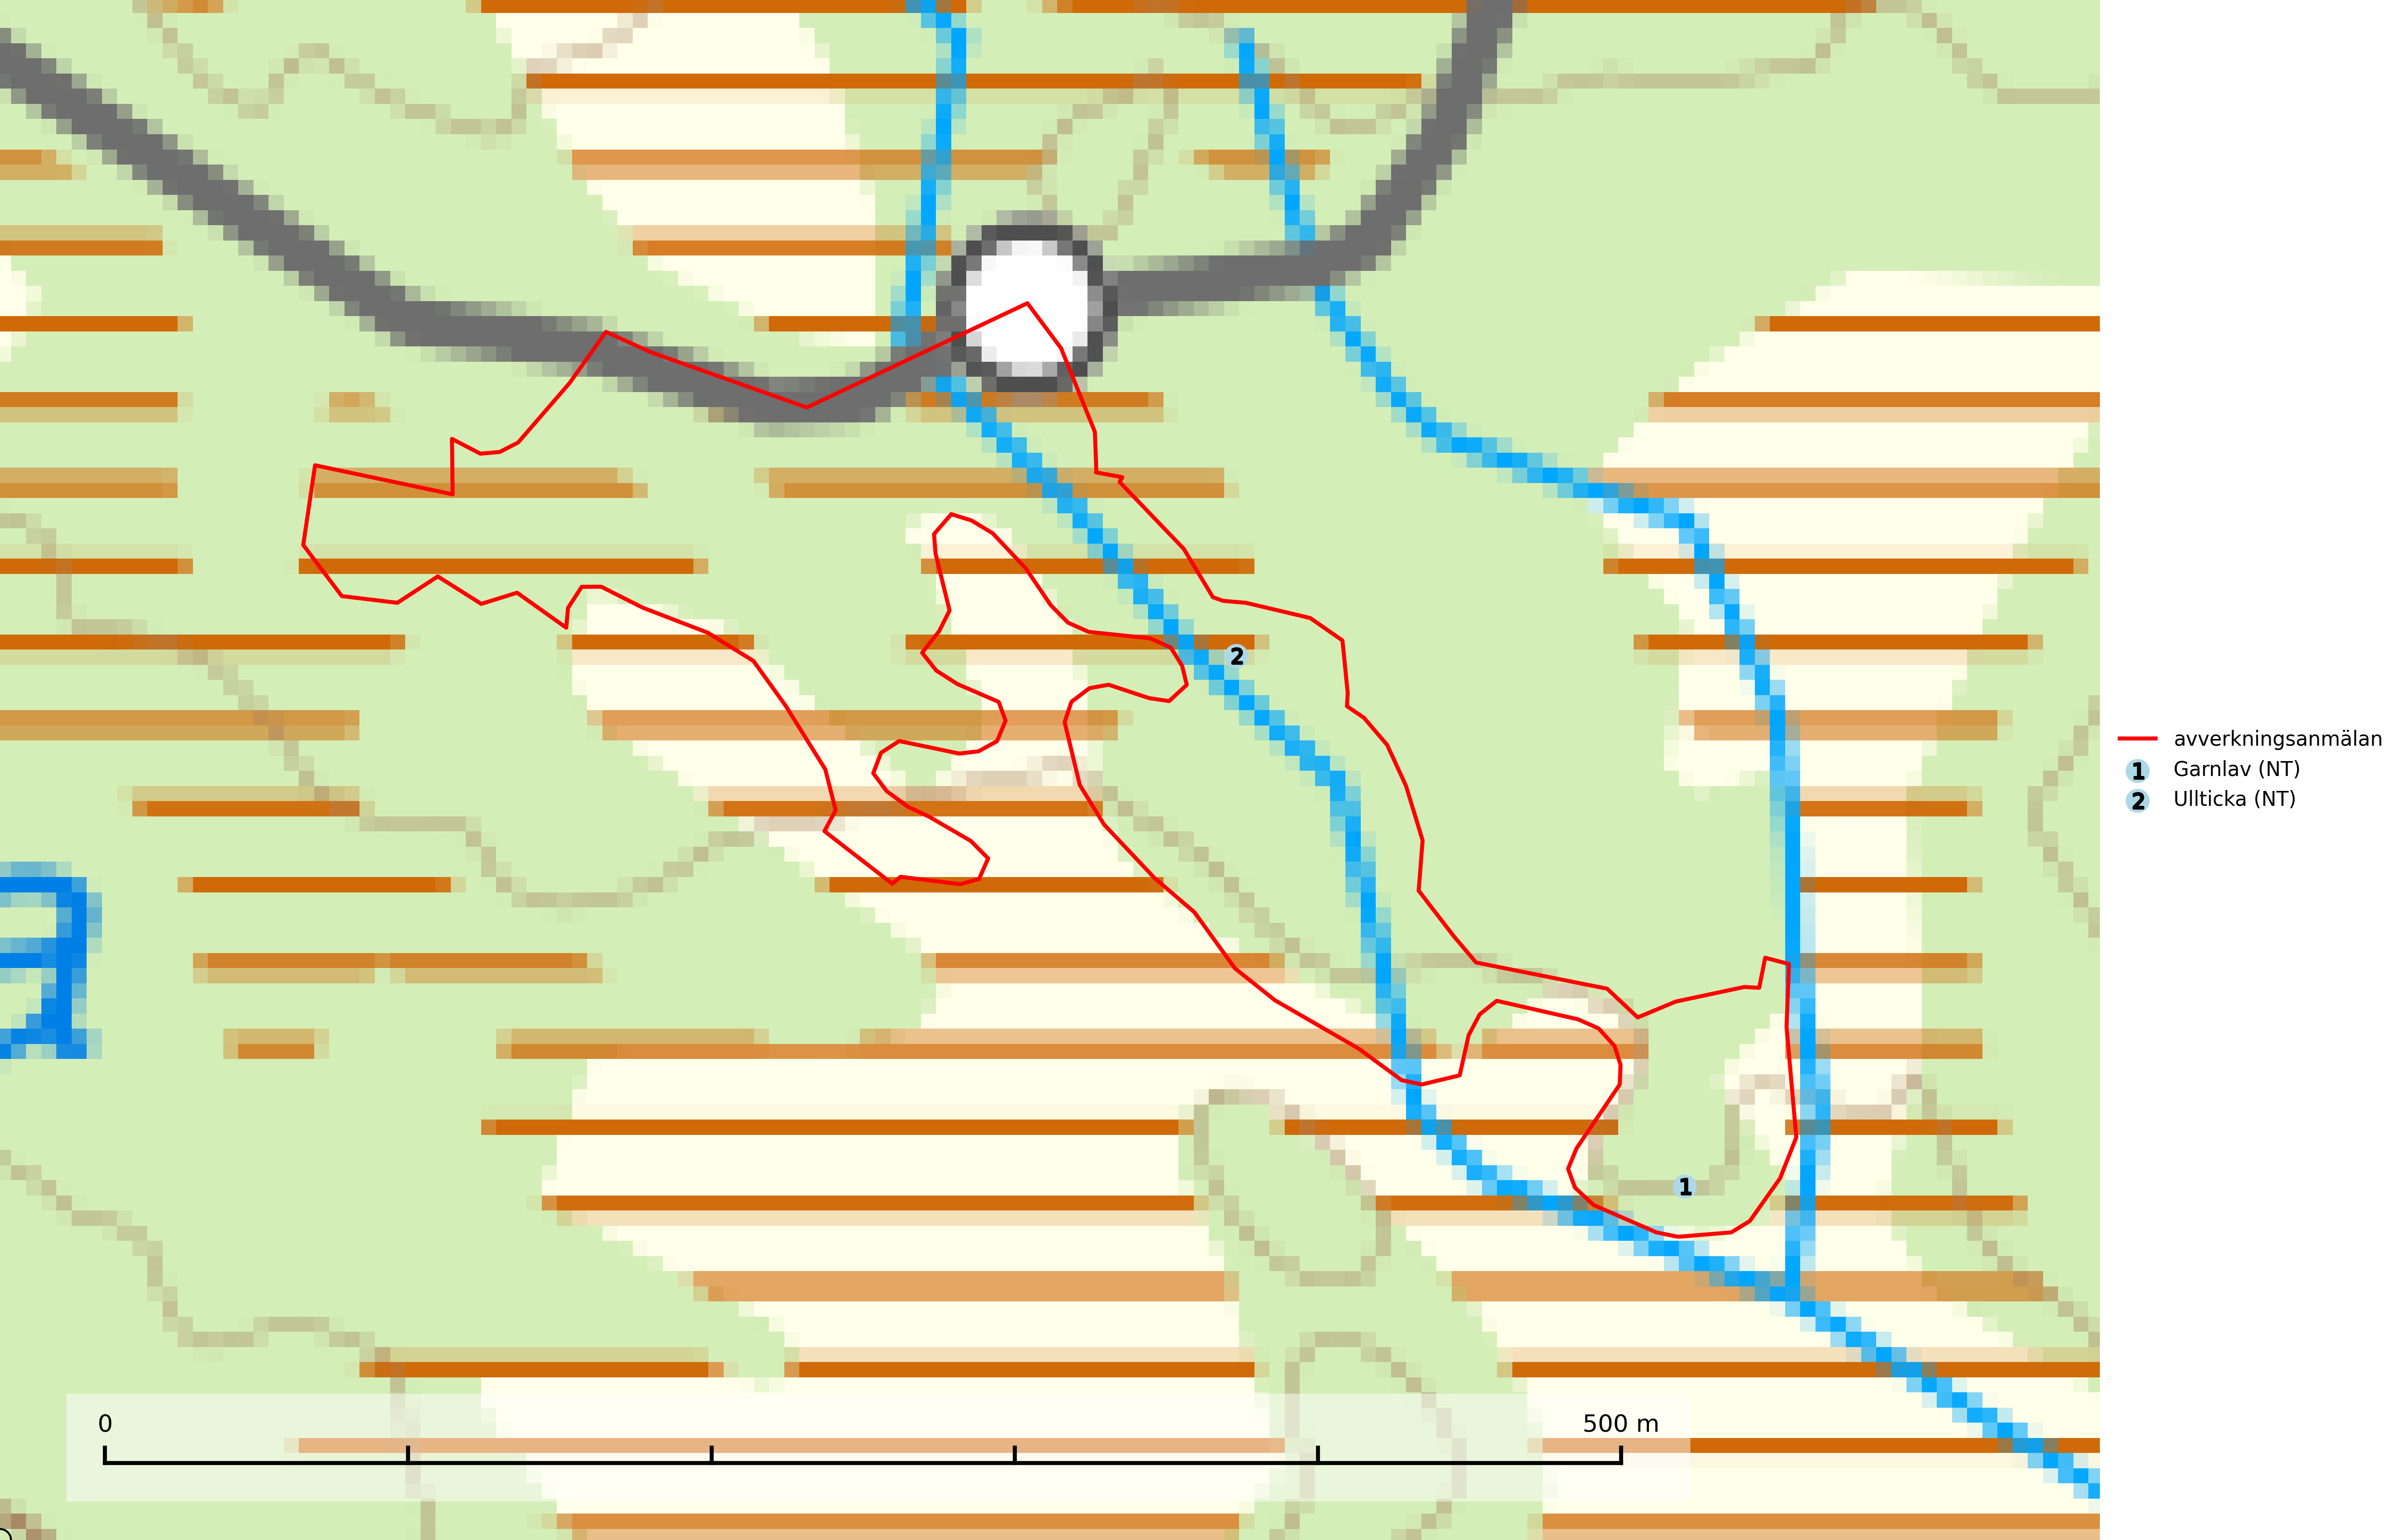 2
avverkningsanmälan
1 Garnlav (NT)
2 Ullticka (NT)
1
0 500 m